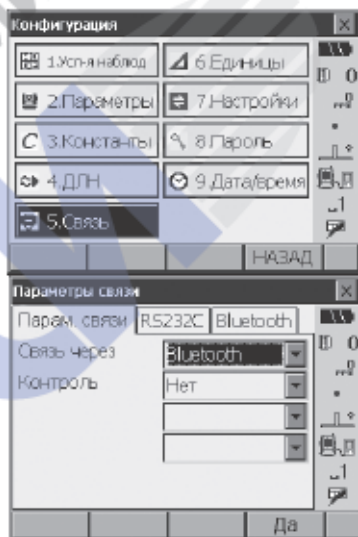 Конфигурация
1.Усл-я наблюд
6.Единицы
2.Параметры
7.Настройки
3.Константы
8.Пароль
4.ДЛН
9.Дата/время
5.Связь
НАЗАД
Параметры связи
Парам. связи RS232C Bluetooth
Связь через Bluetooth
Контроль Нет
Да